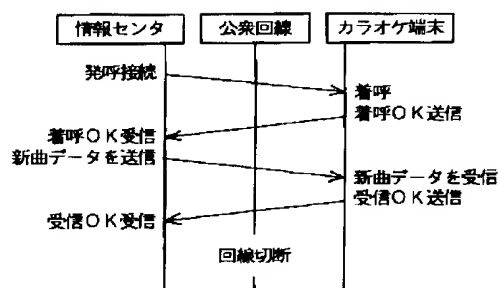 情報センタ
公衆回線
カラオケ端末
発呼接続
着呼
着呼OK送信
着呼OK受信
新曲データを送信
新曲データを受信
受信OK送信
受信OK受信
回線切断